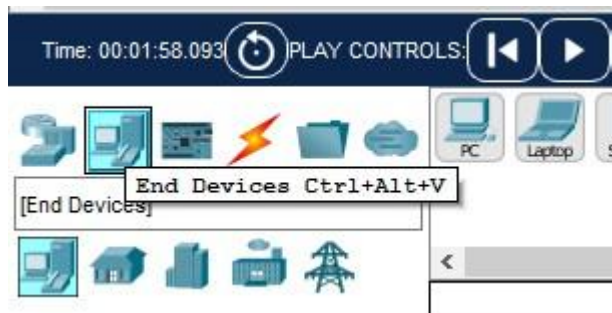 Time: 00:01:58.093 PLAY CONTROLS:
PC Laptop
End Devices Ctrl+Alt+V
[End Devices]